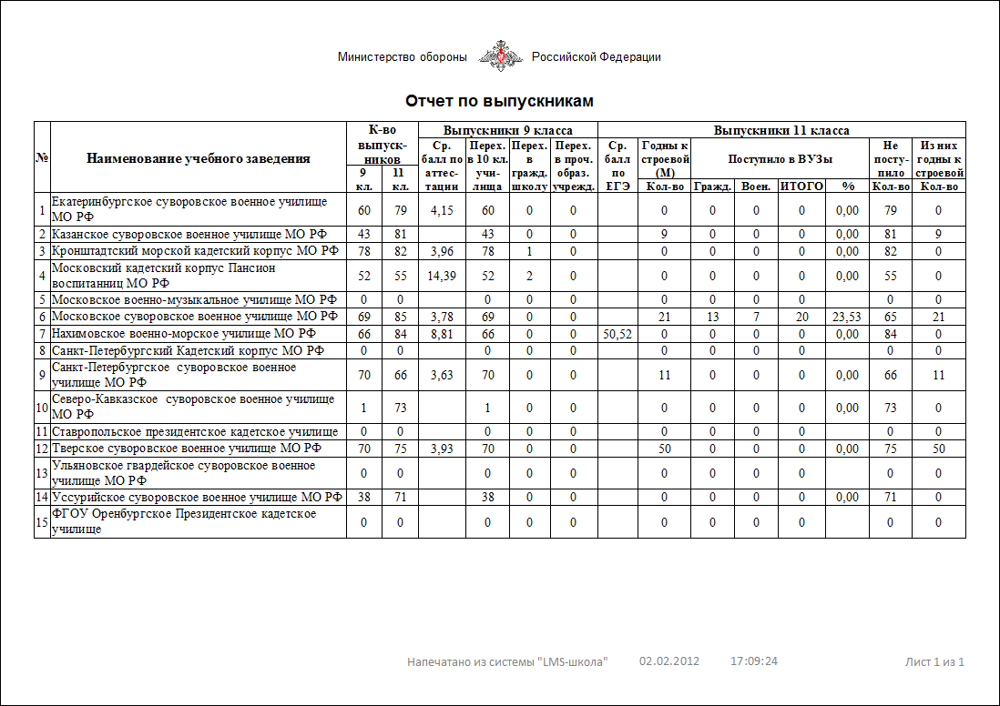 Министерство обороны Российской Федерации
Отчет по выпускникам
№ Наименование учебного заведения К-во выпуск-ников Выпускники 9 класса Выпускники 11 класса
9 кл. 11 кл. Ср. балл по аттес-тации Перех. в 10 кл. учи-лища Перех. в гражд. школу Перех. в проч. образ. учрежд. Ср. балл по ЕГЭ Годны к строевой (М) Поступило в ВУЗы Не посту-пило Из них годны к строевой
Кол-во Гражд. Воен. ИТОГО % Кол-во Кол-во
1 Екатеринбургское суворовское военное училище
МО РФ 60 79 4,15 60 0 0 0 0 0 0 0,00 79 0
2 Казанское суворовское военное училище МО РФ 43 81 43 0 0 9 0 0 0 0,00 81 9
3 Кронштадтский морской кадетский корпус МО РФ 78 82 3,96 78 1 0 0 0 0 0 0,00 82 0
4 Московский кадетский корпус Пансион
воспитанниц МО РФ 52 55 14,39 52 2 0 0 0 0 0 0,00 55 0
5 Московское военно-музыкальное училище МО РФ 0 0 0 0 0 0 0 0 0 0 0
6 Московское суворовское военное училище МО РФ 69 85 3,78 69 0 0 21 13 7 20 23,53 65 21
7 Нахимовское военно-морское училище МО РФ 66 84 8,81 66 0 0 50,52 0 0 0 0 0,00 84 0
8 Санкт-Петербургский Кадетский корпус МО РФ 0 0 0 0 0 0 0 0 0 0 0
9 Санкт-Петербургское суворовское военное
училище МО РФ 70 66 3,63 70 0 0 11 0 0 0 0,00 66 11
10 Северо-Кавказское суворовское военное училище
МО РФ 1 73 1 0 0 0 0 0 0 0,00 73 0
11 Ставропольское президентское кадетское училище 0 0 0 0 0 0 0 0 0 0 0
12 Тверское суворовское военное училище МО РФ 70 75 3,93 70 0 0 50 0 0 0 0,00 75 50
13 Ульяновское гвардейское суворовское военное
училище МО РФ 0 0 0 0 0 0 0 0 0 0 0
14 Уссурийское суворовское военное училище МО РФ 38 71 38 0 0 0 0 0 0 0,00 71 0
15 ФГОУ Оренбургское Президентское кадетское
училище 0 0 0 0 0 0 0 0 0 0 0
Напечатано из системы "LMS-школа" 02.02.2012 17:09:24 Лист 1 из 1